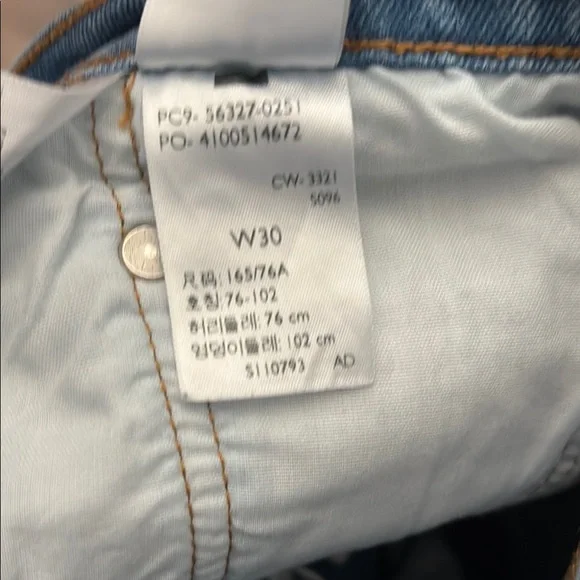 PC9- 56327-0251
PO- 4100514672
CW-3321
5096
W30
尺码: 165/76A
호칭:76-102
허리둘레: 76 cm
엉덩이둘레: 102 cm
S110793 AD